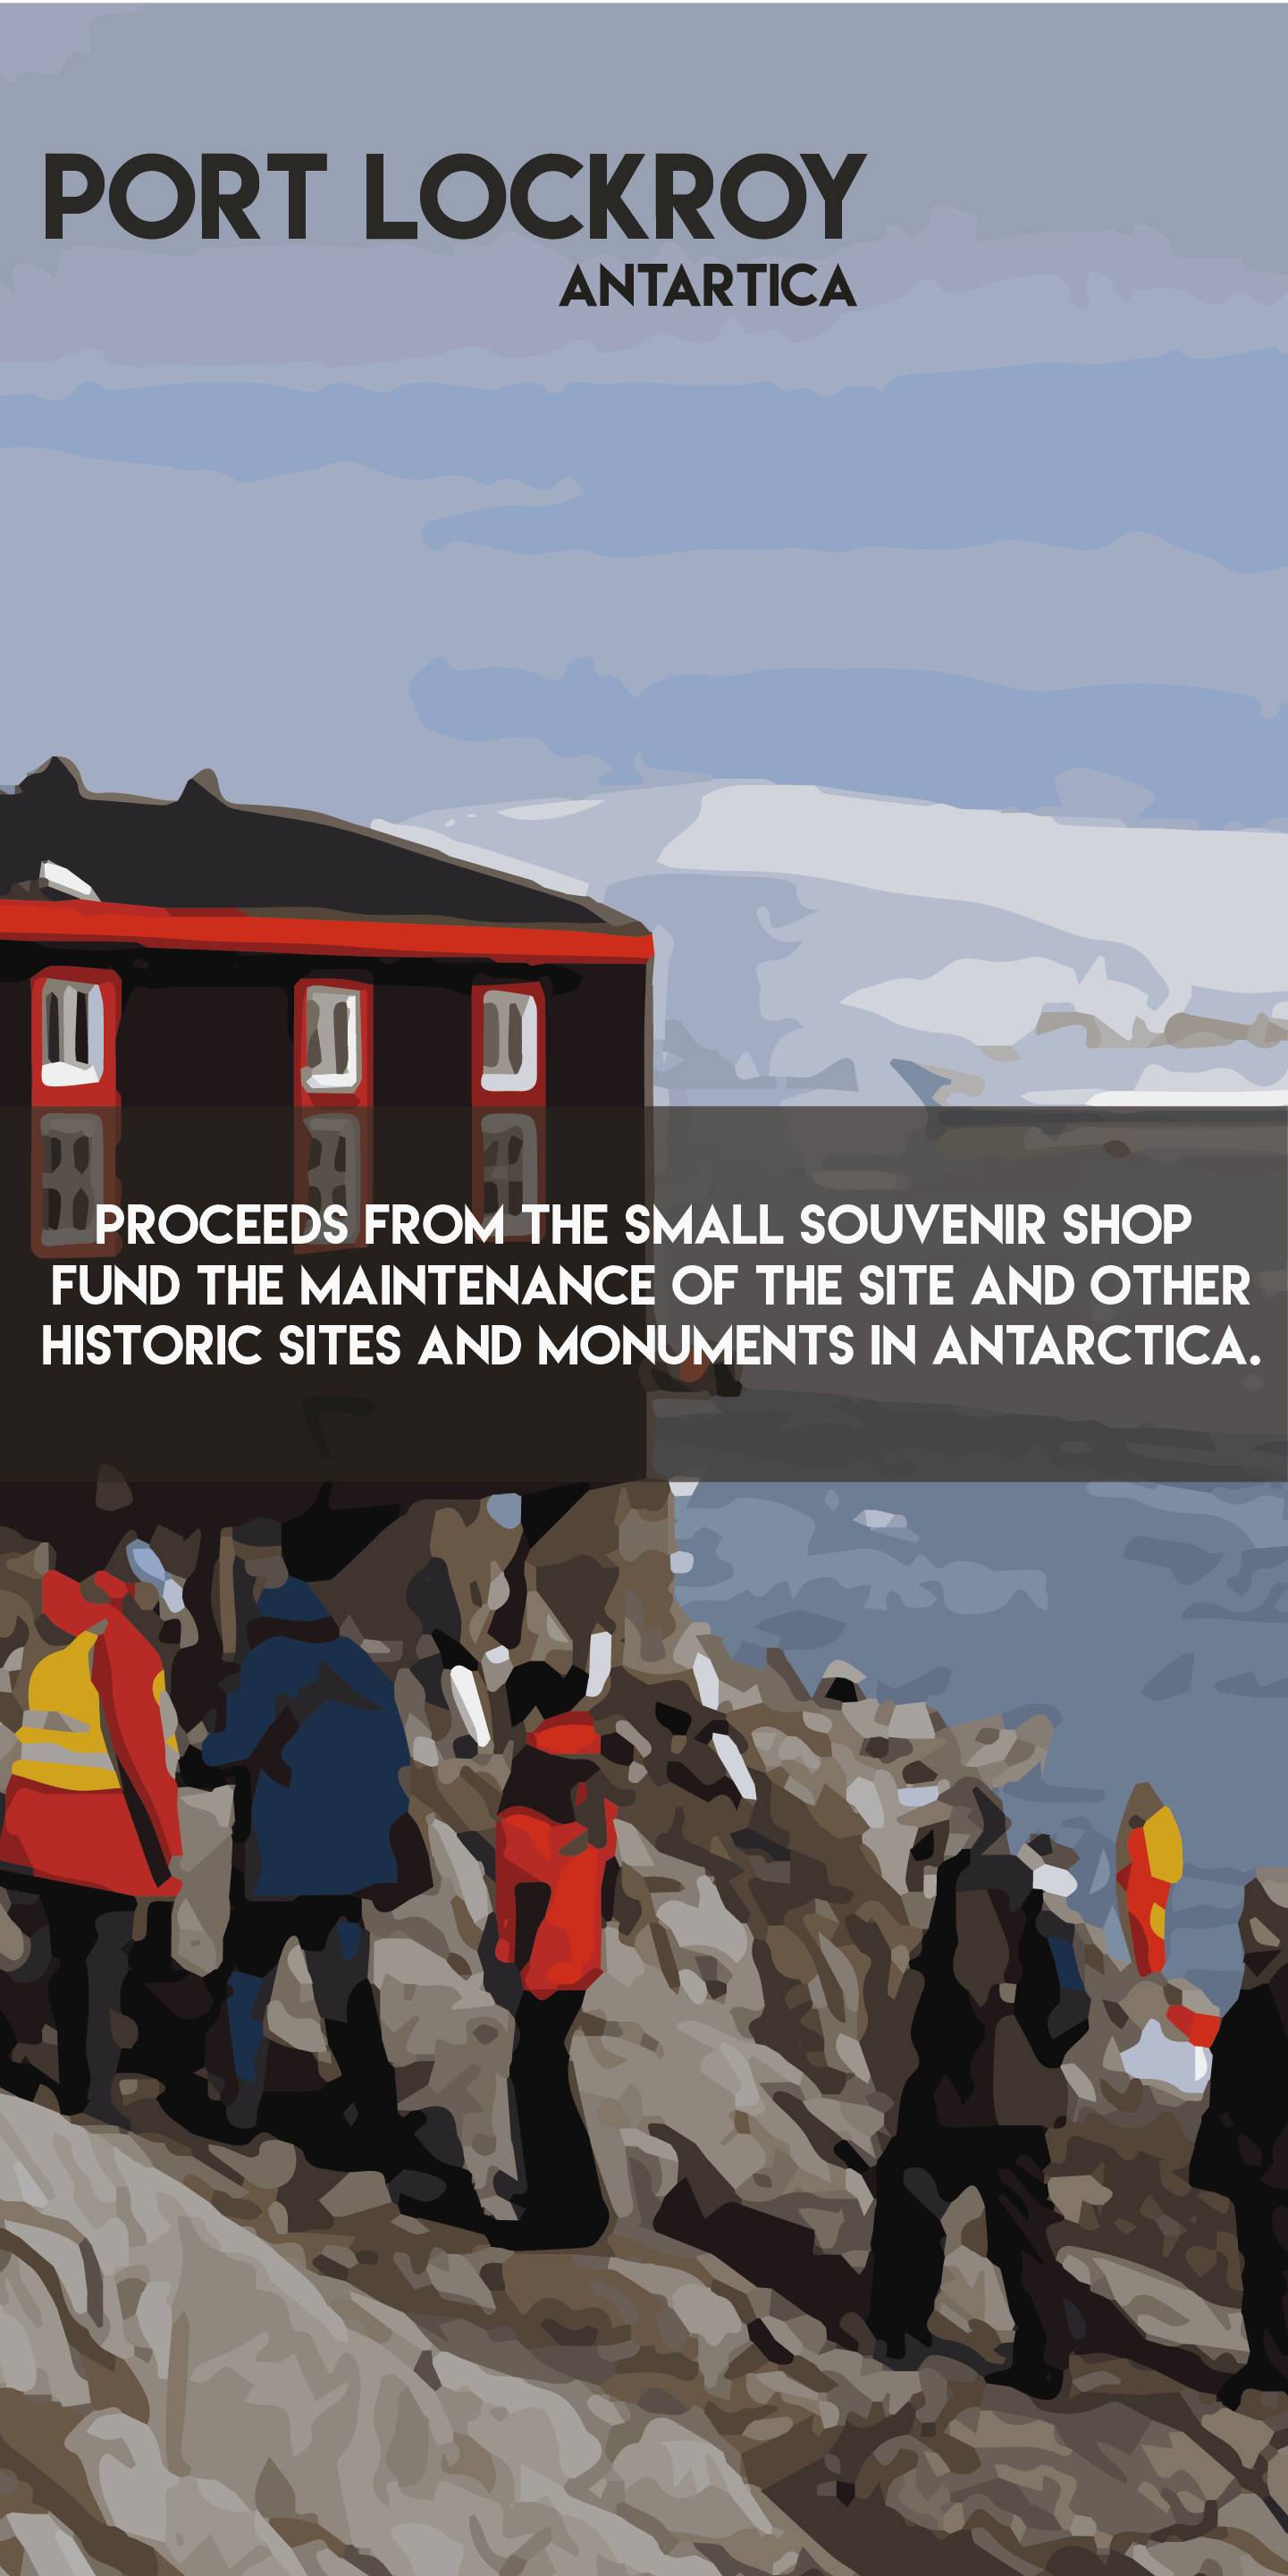 PORT LOCKROY
ANTARTICA
PROCEEDS FROM THE SMALL SOUVENIR SHOP
FUND THE MAINTENANCE OF THE SITE AND OTHER
HISTORIC SITES AND MONUMENTS IN ANTARCTICA.